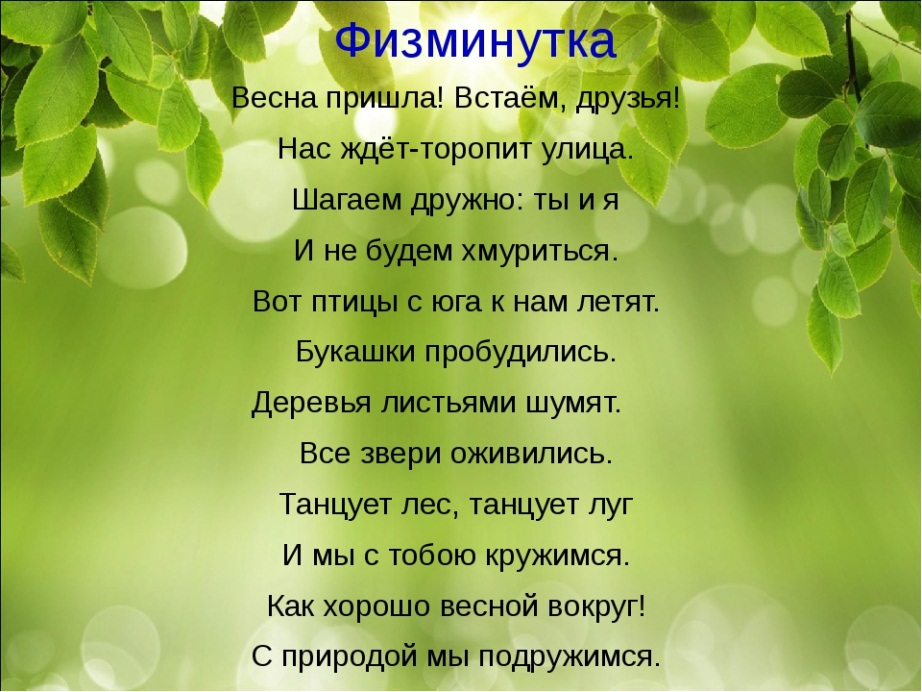 Физминутка
Весна пришла! Встаём, друзья!
Нас ждёт-торопит улица.
Шагаем дружно: ты и я
И не будем хмуриться.
Вот птицы с юга к нам летят.
Букашки пробудились.
Деревья листьями шумят.
Все звери оживились.
Танцует лес, танцует луг
И мы с тобою кружимся.
Как хорошо весной вокруг!
С природой мы подружимся.